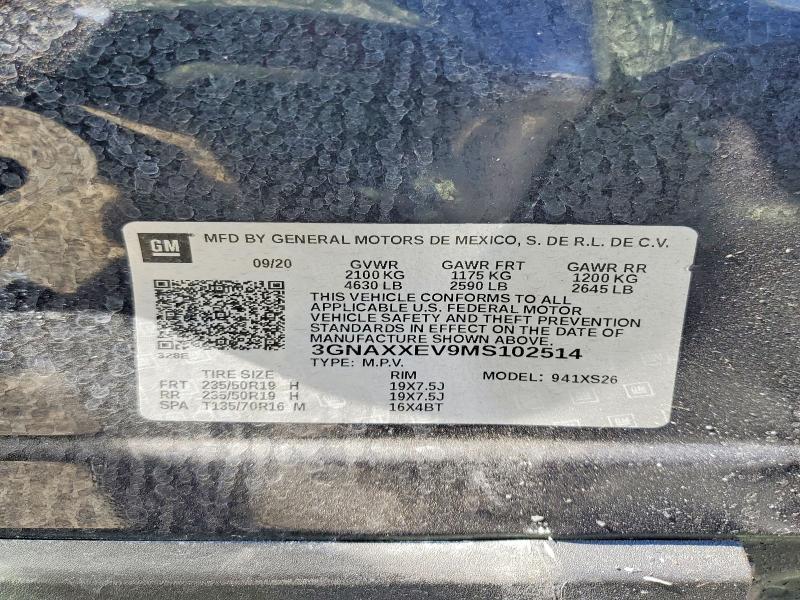 GM MFD BY GENERAL MOTORS DE MEXICO, S. DE R.L. DE C.V.
09/20 GVWR GAWR FRT GAWR RR
2100 KG 1175 KG 1200 KG
4630 LB 2590 LB 2645 LB
THIS VEHICLE CONFORMS TO ALL
APPLICABLE U.S. FEDERAL MOTOR
VEHICLE SAFETY AND THEFT PREVENTION
STANDARDS IN EFFECT ON THE DATE OF
MANUFACTURE SHOWN ABOVE.
328E
3GNAXXEV9MS102514
TYPE: M.P.V. MODEL: 941XS26
TIRE SIZE RIM
FRT 235/50R19 H 19X7.5J
RR 235/50R19 H 19X7.5J
SPA T135/70R16 M 16X4BT